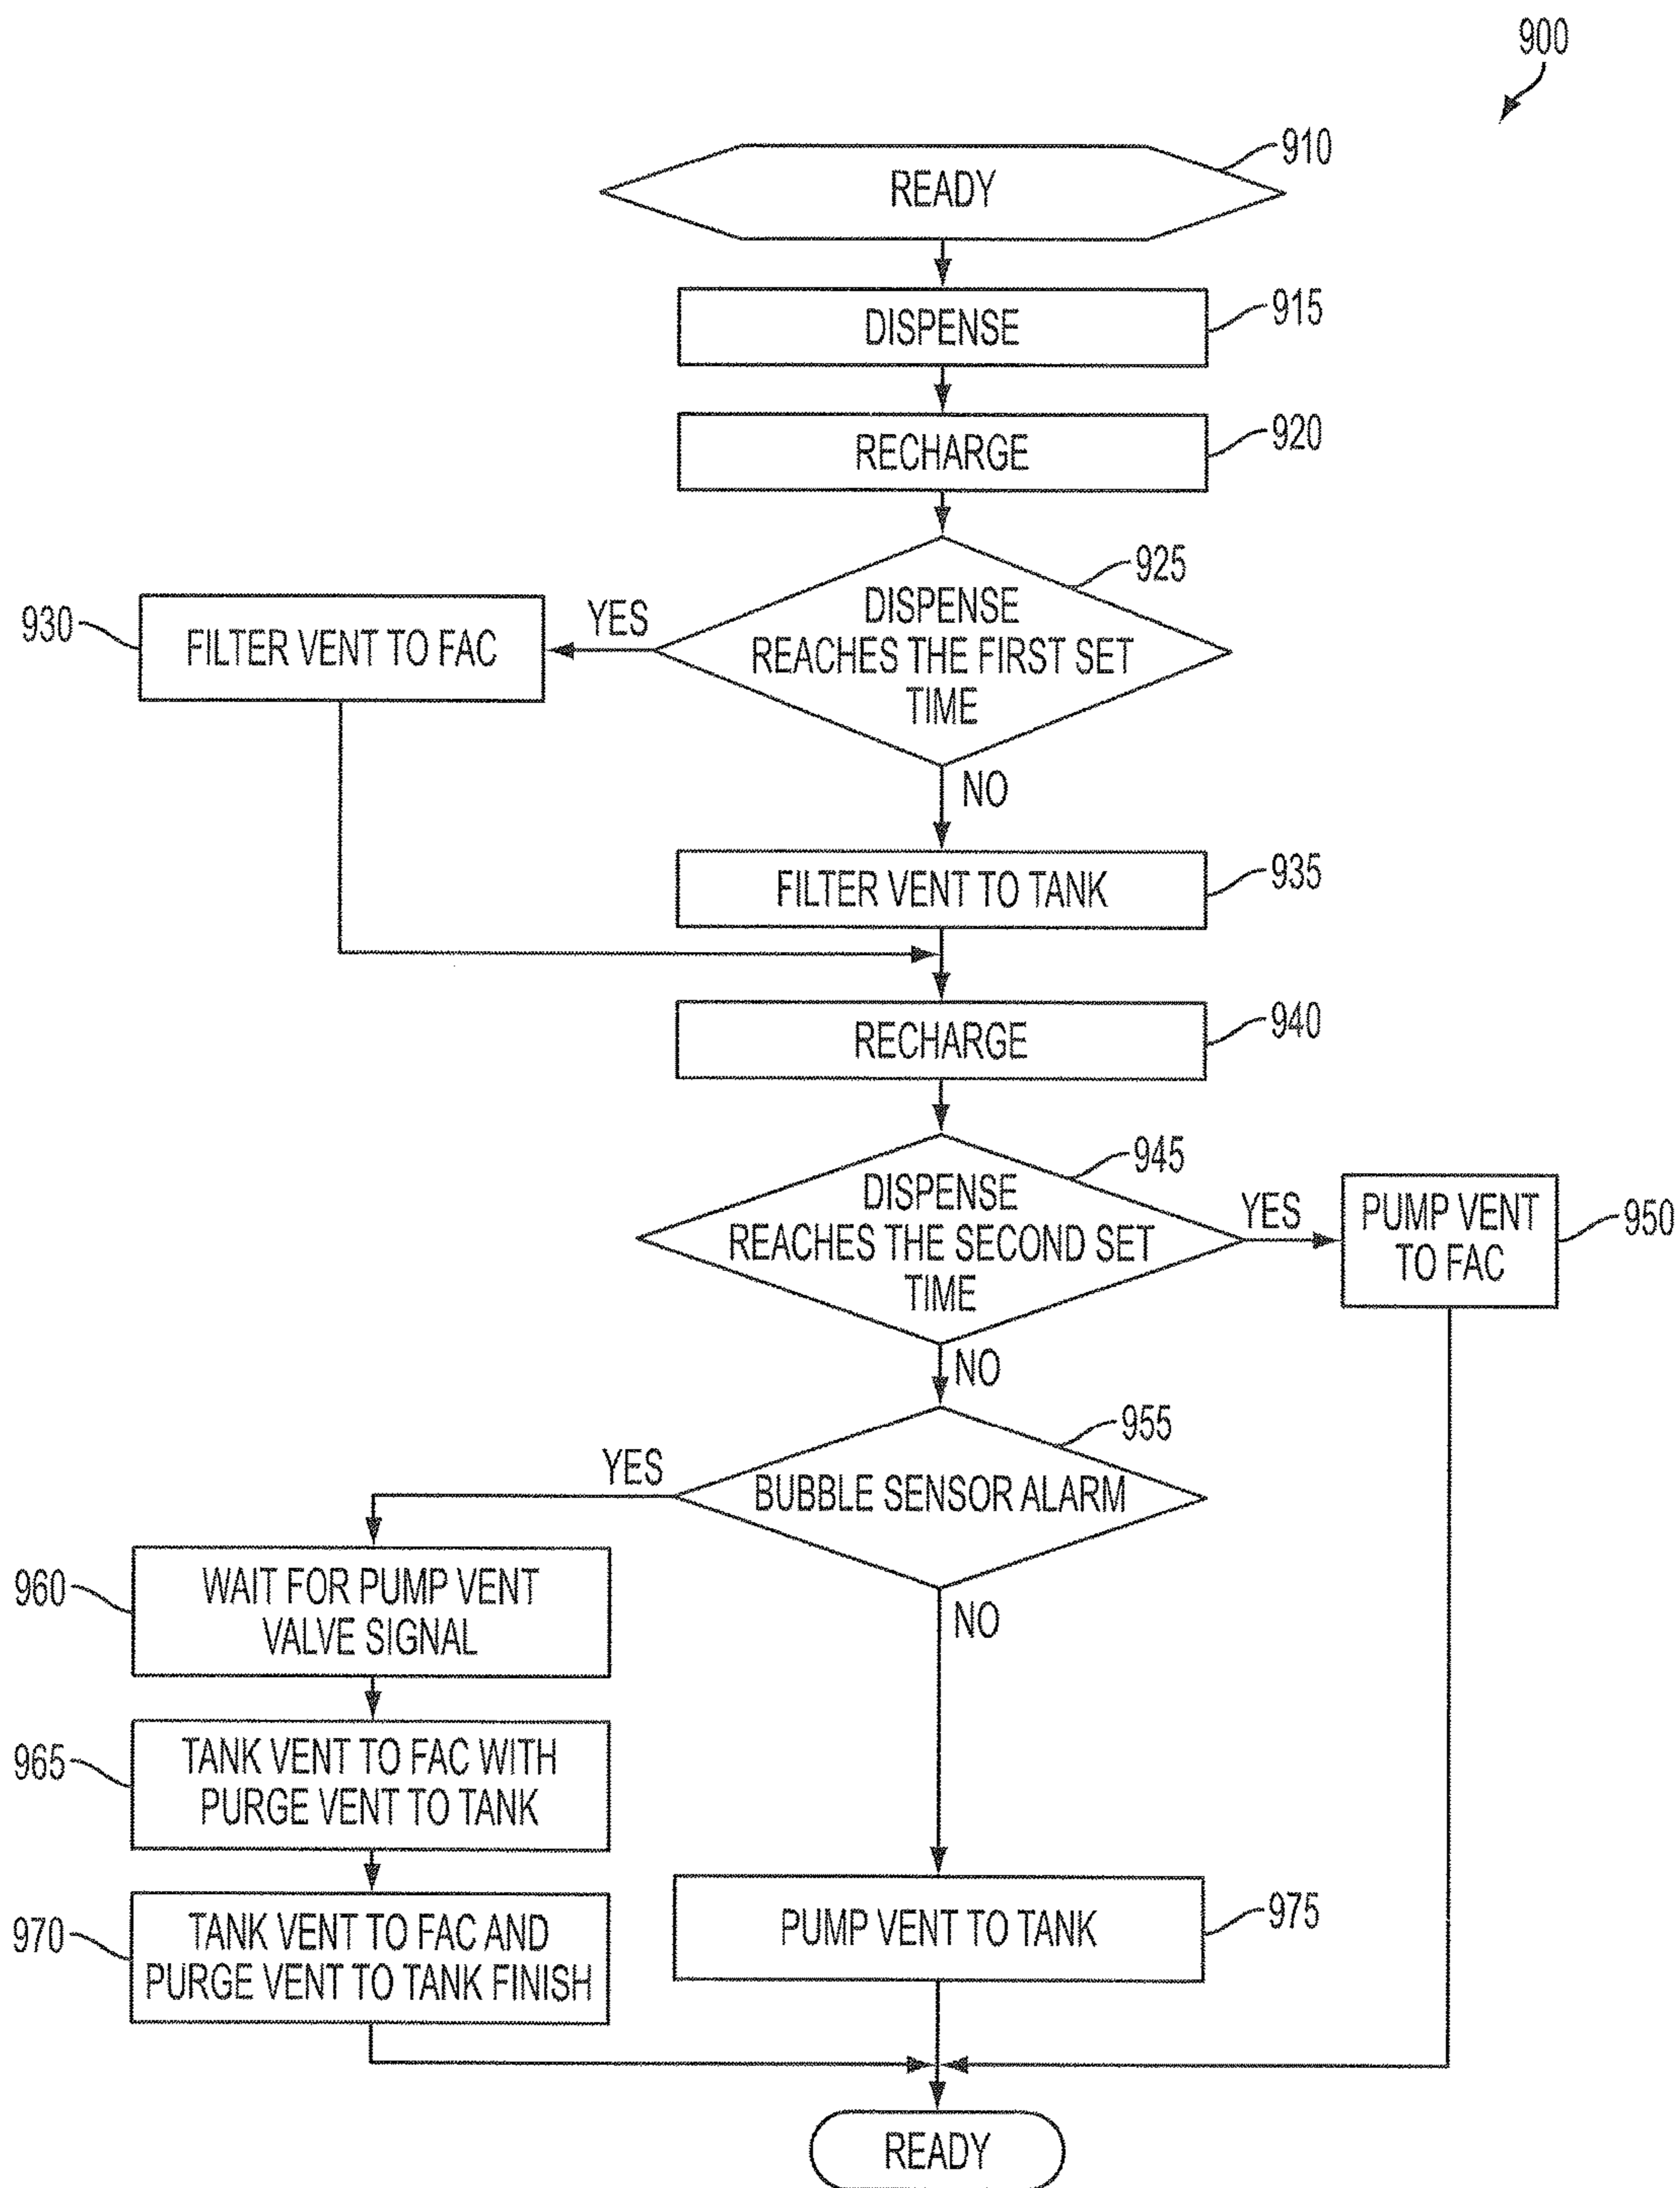 900
READY
910
DISPENSE
915
RECHARGE
920
925
DISPENSE
REACHES THE FIRST SET
TIME
YES
930
FILTER VENT TO FAC
NO
FILTER VENT TO TANK
935
RECHARGE
940
945
DISPENSE
REACHES THE SECOND SET
TIME
YES
PUMP VENT
TO FAC
950
NO
955
BUBBLE SENSOR ALARM
YES
960
WAIT FOR PUMP VENT
VALVE SIGNAL
NO
965
TANK VENT TO FAC WITH
PURGE VENT TO TANK
970
TANK VENT TO FAC AND
PURGE VENT TO TANK FINISH
PUMP VENT TO TANK
975
READY